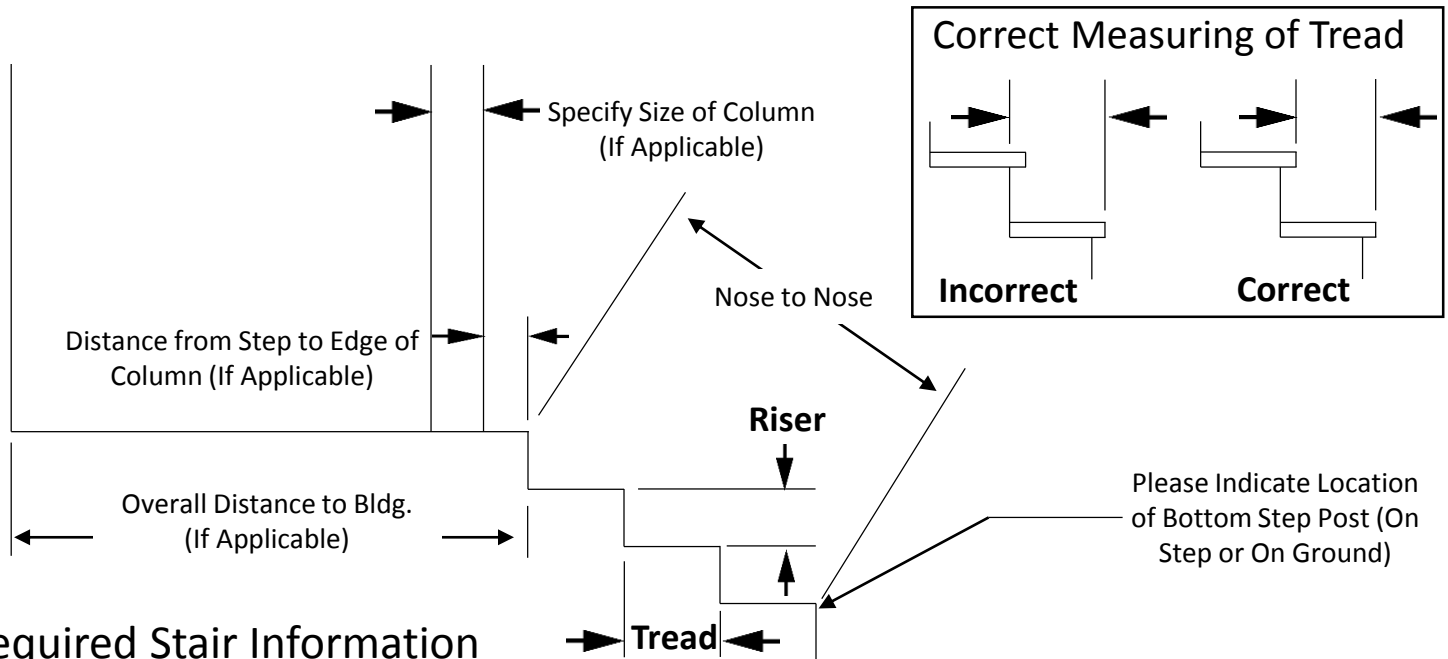 Correct Measuring of Tread
Specify Size of Column
(If Applicable)
Incorrect
Correct
Nose to Nose
Distance from Step to Edge of
Column (If Applicable)
Riser
Overall Distance to Bldg.
(If Applicable)
Please Indicate Location
of Bottom Step Post (On
Step or On Ground)
Stair Information
Tread